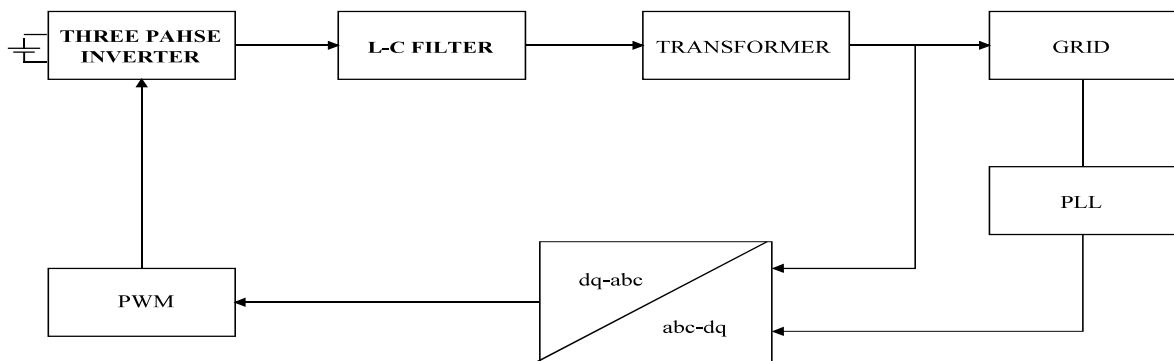 THREE PAHSE
INVERTER
L-C FILTER
TRANSFORMER
GRID
PLL
dq-abc
abc-dq
PWM